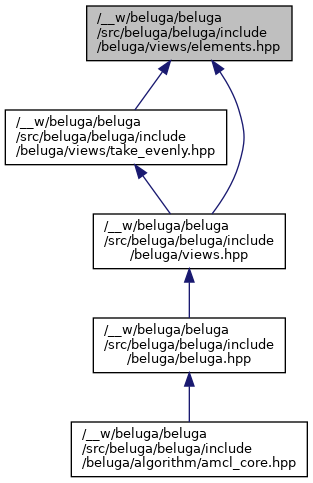 /__w/beluga/beluga
/src/beluga/beluga/include
/beluga/views/elements.hpp
/__w/beluga/beluga
/src/beluga/beluga/include
/beluga/views/take_evenly.hpp
/__w/beluga/beluga
/src/beluga/beluga/include
/beluga/views.hpp
/__w/beluga/beluga
/src/beluga/beluga/include
/beluga/beluga.hpp
/__w/beluga/beluga
/src/beluga/beluga/include
/beluga/algorithm/amcl_core.hpp